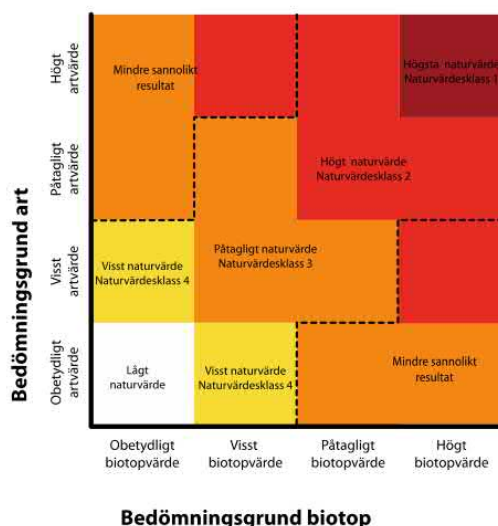 Bedömningsgrund art
Högt
artvärde
Påtagligt
artvärde
Visst
artvärde
Obetydligt
artvärde
Mindre sannolikt
resultat
Högsta naturvärde
Naturvärdesklass 1
Högt naturvärde
Naturvärdesklass 2
Visst naturvärde
Naturvärdesklass 4
Påtagligt naturvärde
Naturvärdesklass 3
Lågt
naturvärde
Visst naturvärde
Naturvärdesklass 4
Mindre sannolikt
resultat
Obetydligt
biotopvärde
Visst
biotopvärde
Påtagligt
biotopvärde
Högt
biotopvärde
Bedömningsgrund biotop